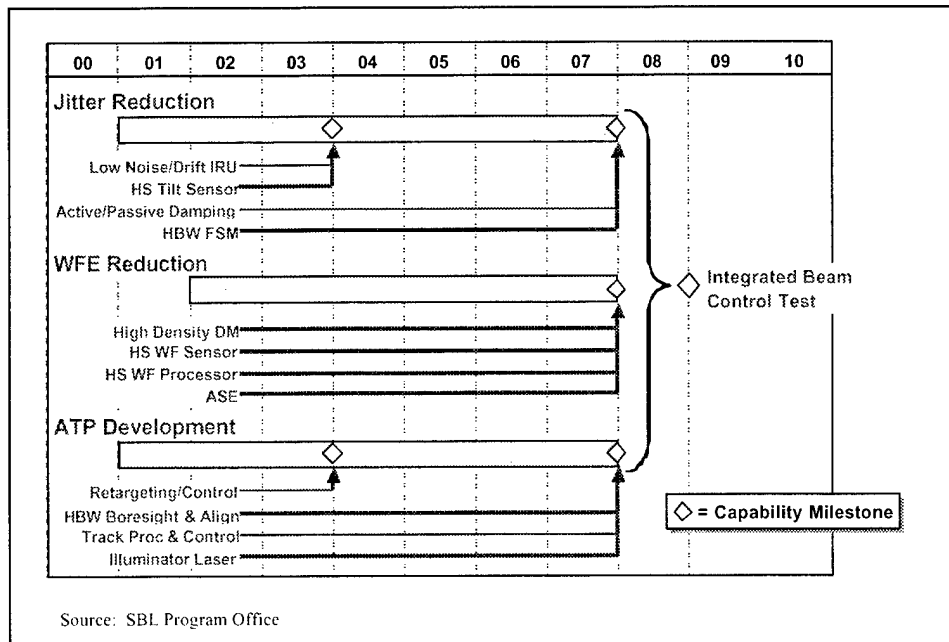 00 01 02 03 04 05 06 07 08 09 10
Jitter Reduction
Low Noise/Drift IRU
HS Tilt Sensor
Active/Passive Damping
HBW FSM
WFE Reduction
High Density DM
HS WF Sensor
HS WF Processor
ASE
Integrated Beam
Control Test
ATP Development
Retargeting/Control
HBW Boresight & Align
Track Proc & Control
Illuminator Laser
= Capability Milestone
Source: SBL Program Office